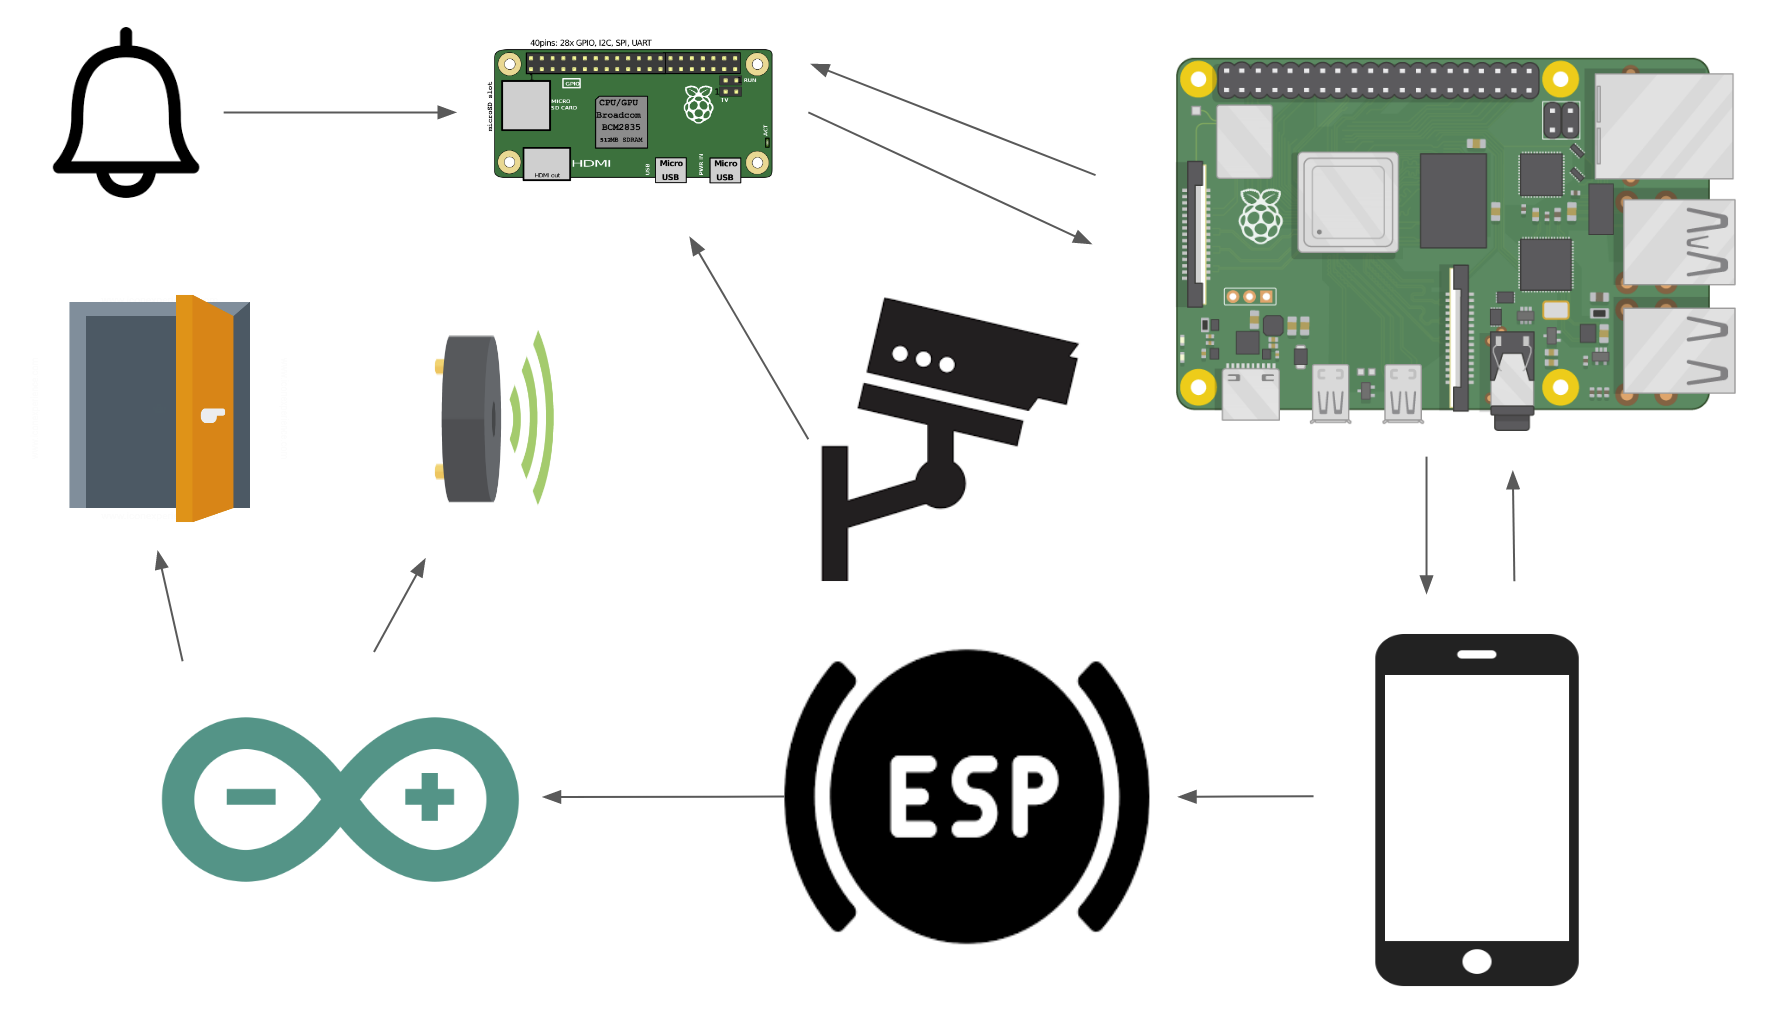 40pins: 28x GPIO, I2C, SPI, UART
RUN
GPIO
microSD slot
MICRO
SD CARD
1
TV
CPU/GPU
Broadcom
BCM2835
512MB SDRAM
ACT
HDMI
HDMI out
USB
Micro
USB
PWR IN
Micro
USB
ESP